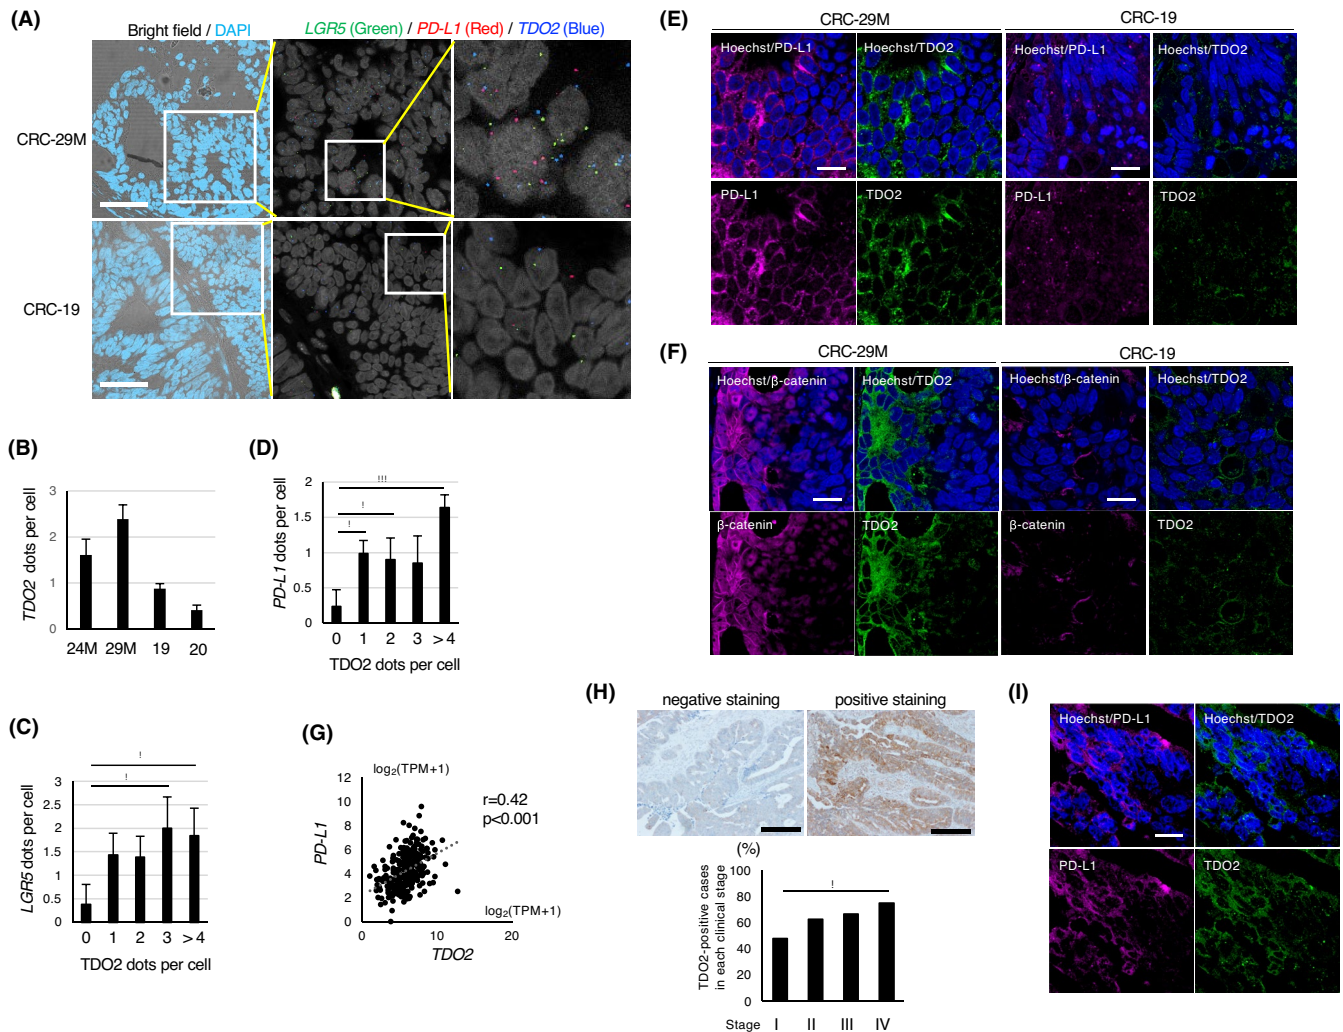 (A)
Bright field / DAPI
LGR5 (Green) / PD-L1 (Red) / TDO2 (Blue)
CRC-29M
CRC-19
(B)
TDO2 dots per cell
3
2
1
0
24M 29M 19 20
(C)
LGR5 dots per cell
3
2.5
2
1.5
1
0.5
0
!
!
0 1 2 3 >4
TDO2 dots per cell
(D)
PD-L1 dots per cell
2
1.5
1
0.5
0
!!!
!
!
0 1 2 3 >4
TDO2 dots per cell
(E)
CRC-29M CRC-19
Hoechst/PD-L1 Hoechst/TDO2 Hoechst/PD-L1 Hoechst/TDO2
PD-L1 TDO2 PD-L1 TDO2
(F)
CRC-29M CRC-19
Hoechst/β-catenin Hoechst/TDO2 Hoechst/β-catenin Hoechst/TDO2
β-catenin TDO2 β-catenin TDO2
(G)
log2(TPM+1)
r=0.42
p<0.001
PD-L1
12
10
8
6
4
2
0
log2(TPM+1)
0 10 20
TDO2
(H)
negative staining positive staining
(%)
TDO2-positive cases
in each clinical stage
100
80
60
40
20
0
!
Stage I II III IV
(I)
Hoechst/PD-L1 Hoechst/TDO2
PD-L1 TDO2